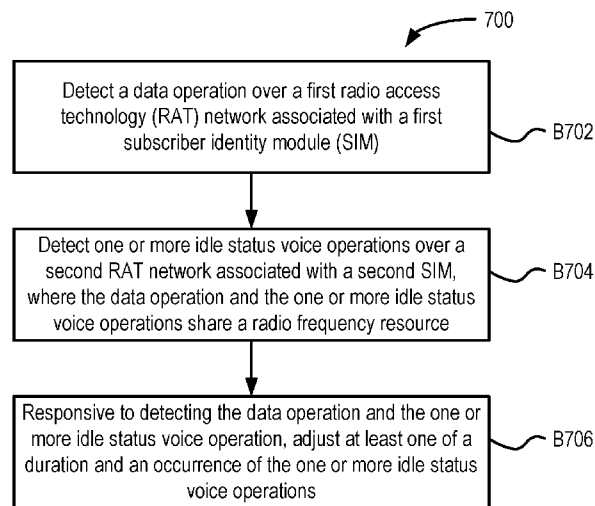 700
Detect a data operation over a first radio access
technology (RAT) network associated with a first
subscriber identity module (SIM)
B702
Detect one or more idle status voice operations over a
second RAT network associated with a second SIM,
where the data operation and the one or more idle status
voice operations share a radio frequency resource
B704
Responsive to detecting the data operation and the one or
more idle status voice operation, adjust at least one of a
duration and an occurrence of the one or more idle status
voice operations
B706